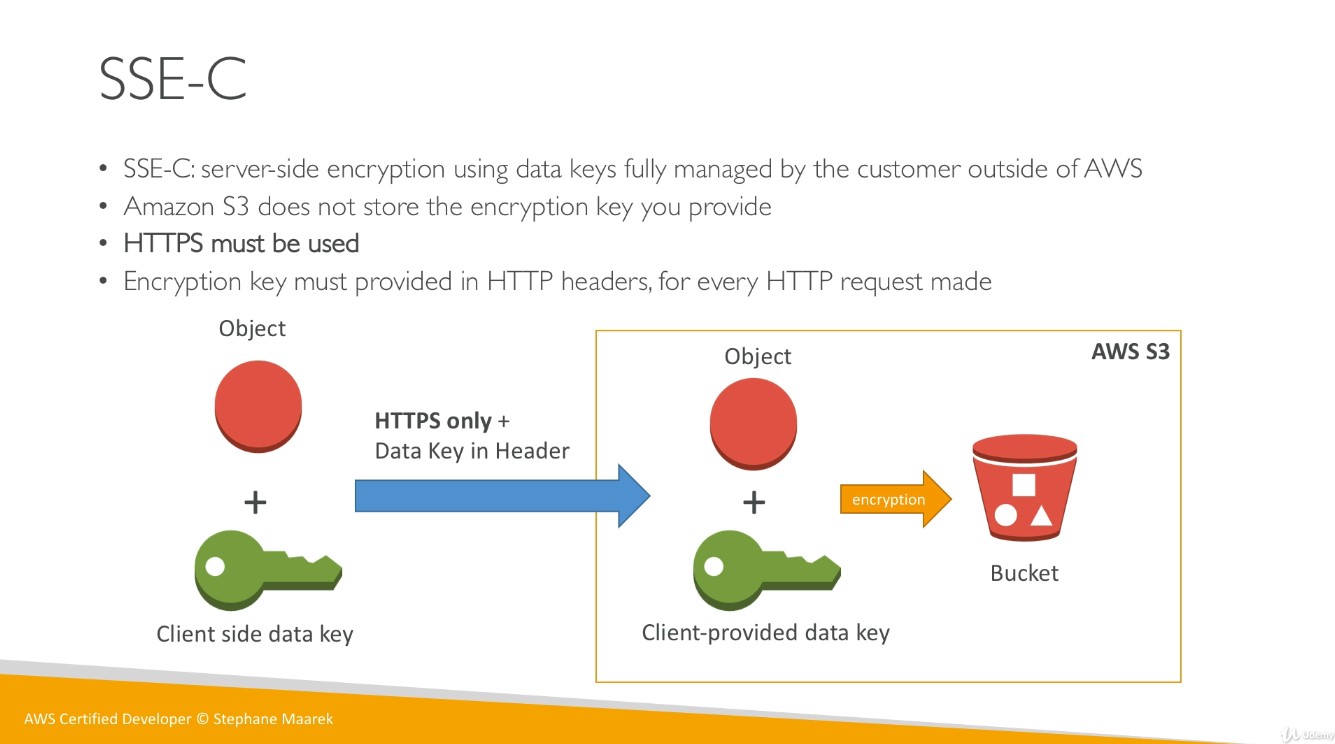 SSE-C
• SSE-C: server-side encryption using data keys fully managed by the customer outside of AWS
• Amazon S3 does not store the encryption key you provide
• HTTPS must be used
• Encryption key must provided in HTTP headers, for every HTTP request made
Object
HTTPS only +
Data Key in Header
+
Client side data key
AWS S3
Object
+
Client-provided data key
encryption
Bucket
AWS Certified Developer © Stephane Maarek
Udemy